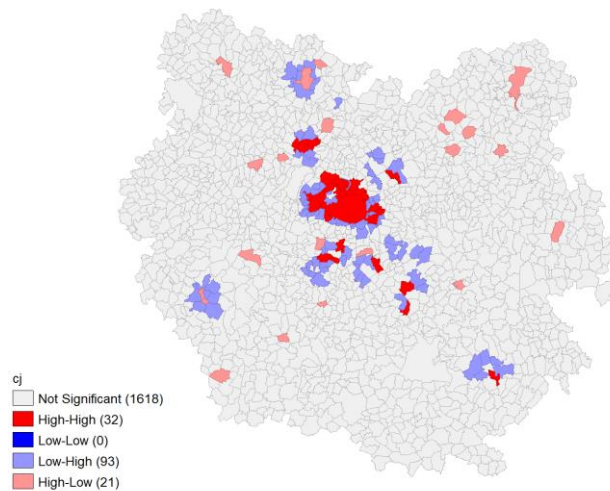 cj
Not Significant (1618)
High-High (32)
Low-Low (0)
Low-High (93)
High-Low (21)